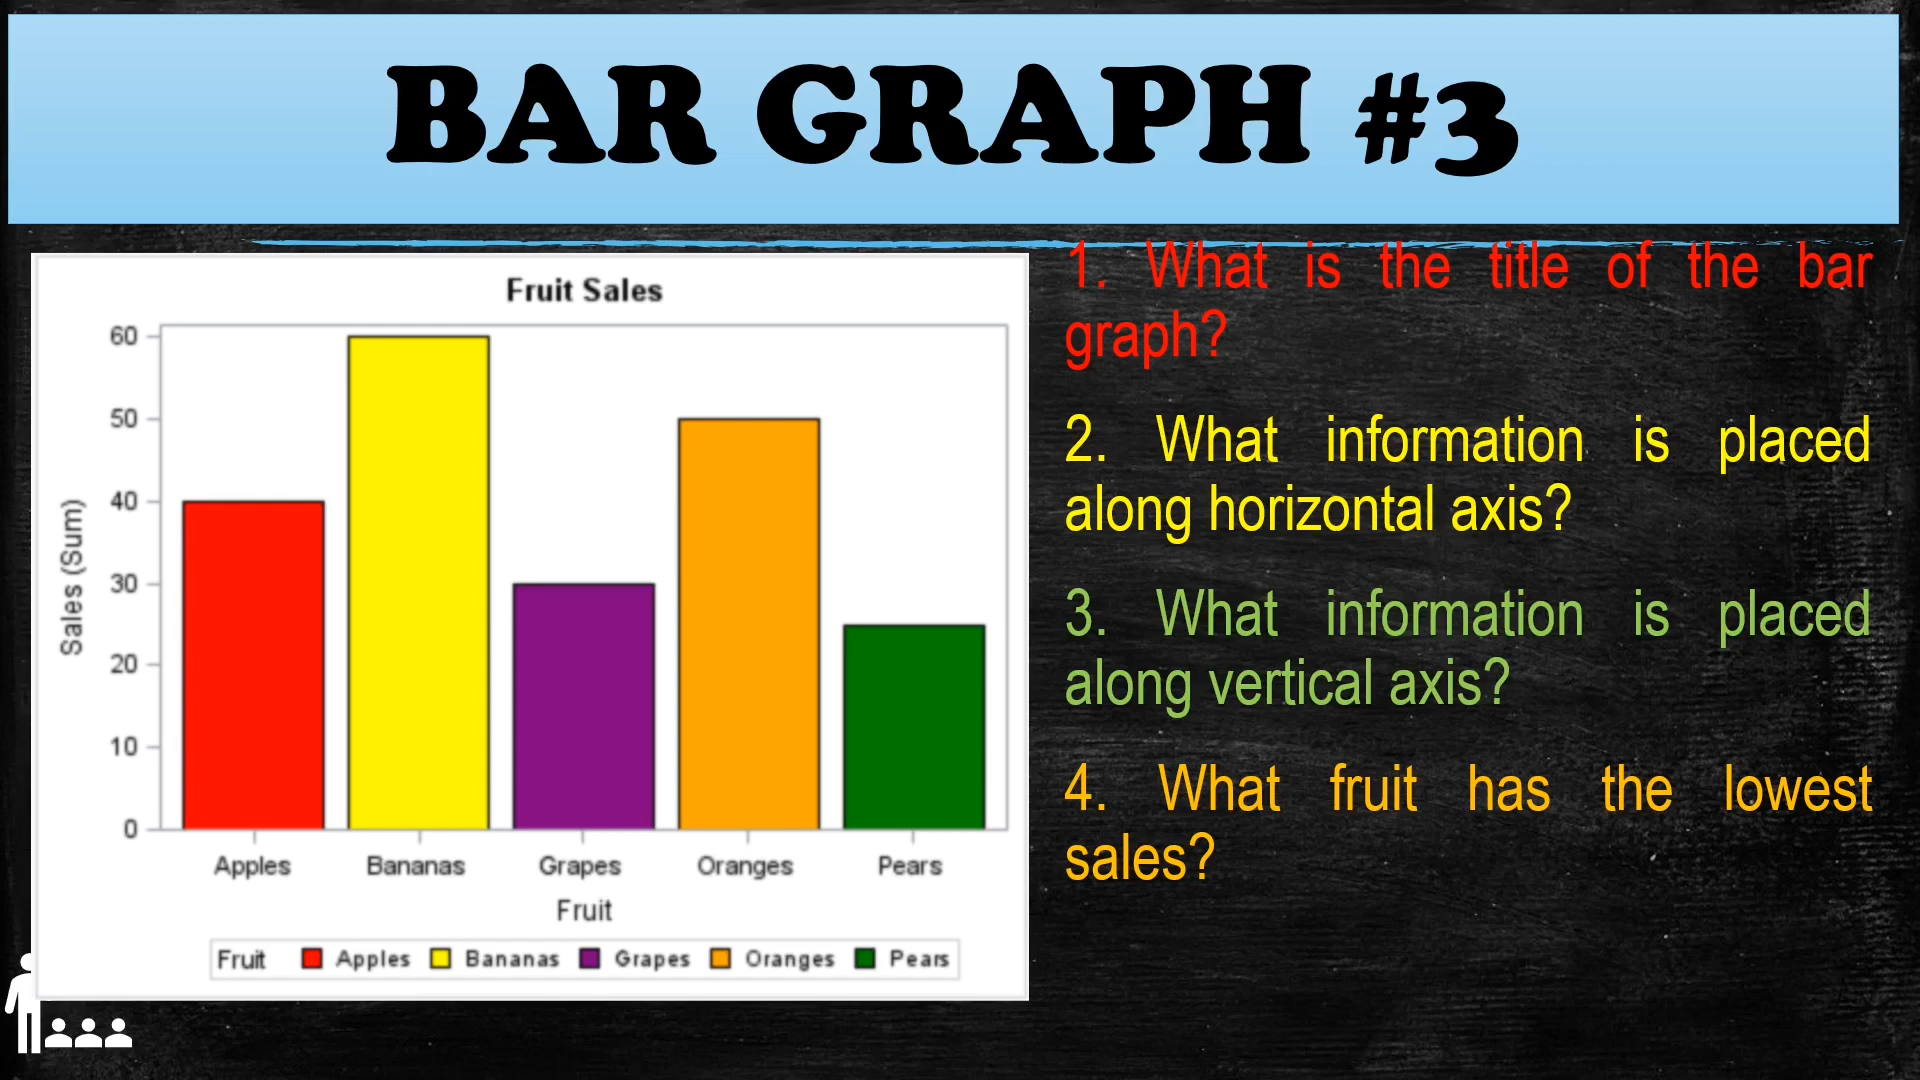 BAR GRAPH #3
Fruit Sales
60
50
40
30
20
10
0
Sales (Sum)
Apples Bananas Grapes Oranges Pears
Fruit
Fruit Apples Bananas Grapes Oranges Pears
1. What is the title of the bar
graph?
2. What information is placed
along horizontal axis?
3. What information is placed
along vertical axis?
4. What fruit has the lowest
sales?